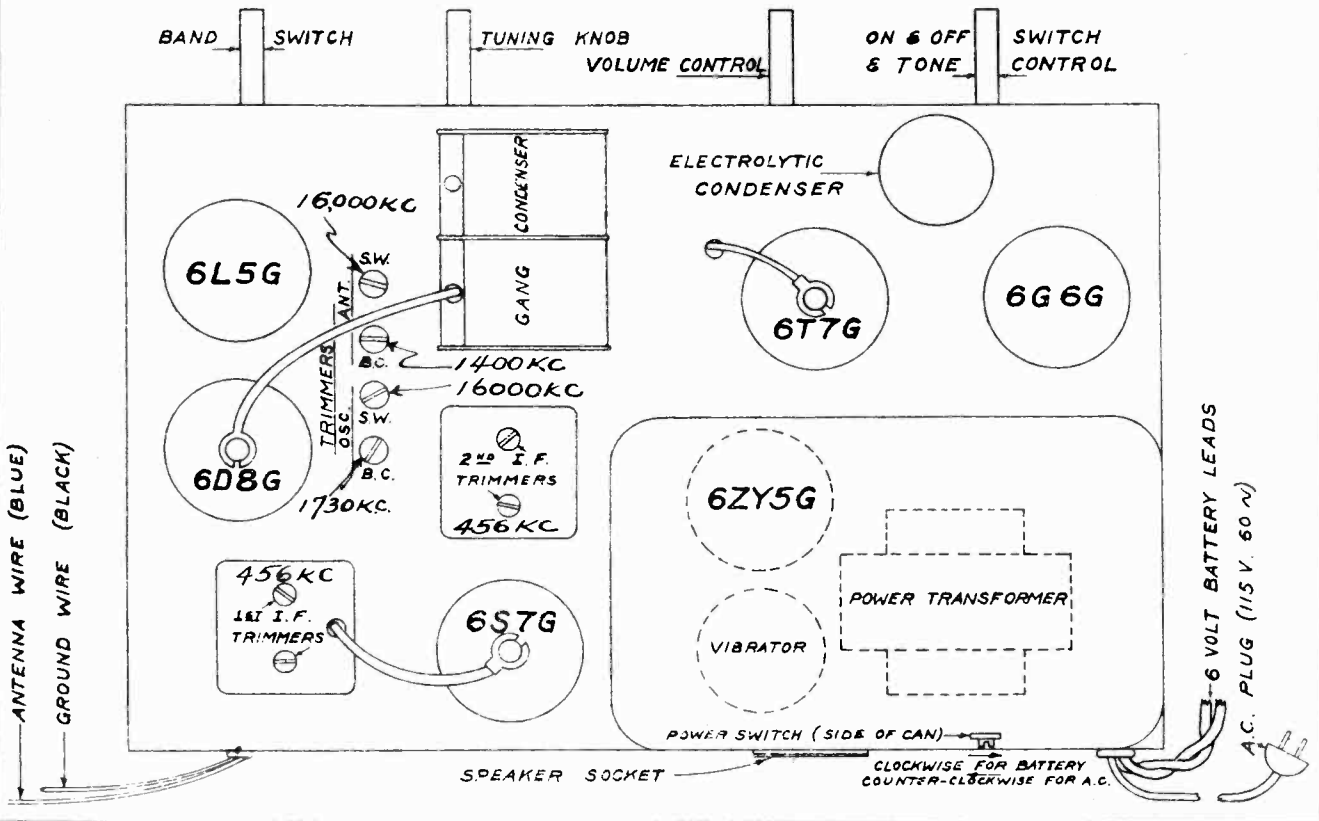 BAND SWITCH
TUNING KNOB
VOLUME CONTROL
ON & OFF SWITCH
& TONE CONTROL
ELECTROLYTIC
CONDENSER
CONDENSER
GANG
16,000KC
S.W.
ANT.
B.C.
TRIMMERS
OSC.
S.W.
B.C.
1400KC
16000KC
1730KC.
6L5G
6D8G
6T7G
6G6G
2ND I.F.
TRIMMERS
456KC
456KC
1ST I.F.
TRIMMERS
6S7G
6ZY5G
VIBRATOR
POWER TRANSFORMER
POWER SWITCH (SIDE OF CAN)
CLOCKWISE FOR BATTERY
COUNTER-CLOCKWISE FOR A.C.
SPEAKER SOCKET
ANTENNA WIRE (BLUE)
GROUND WIRE (BLACK)
6 VOLT BATTERY LEADS
A.C. PLUG (115 V. 60 ~)